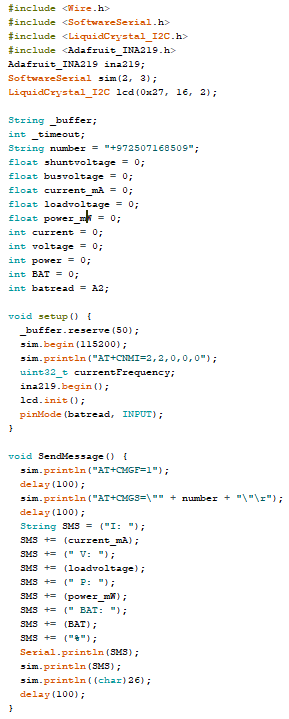 #include <Wire.h>
#include <SoftwareSerial.h>
#include <LiquidCrystal_I2C.h>
#include <Adafruit_INA219.h>
Adafruit_INA219 ina219;
SoftwareSerial sim(2, 3);
LiquidCrystal_I2C lcd(0x27, 16, 2);

String _buffer;
int _timeout;
String number = "+972507168509";
float shuntvoltage = 0;
float busvoltage = 0;
float current_mA = 0;
float loadvoltage = 0;
float power_mW = 0;
int current = 0;
int voltage = 0;
int power = 0;
int BAT = 0;
int batread = A2;

void setup() {
  _buffer.reserve(50);
  sim.begin(115200);
  sim.println("AT+CNMI=2,2,0,0,0");
  uint32_t currentFrequency;
  ina219.begin();
  lcd.init();
  pinMode(batread, INPUT);
}

void SendMessage() {
  sim.println("AT+CMGF=1");
  delay(100);
  sim.println("AT+CMGS=\"" + number + "\"\r");
  delay(100);
  String SMS = ("I: ");
  SMS += (current_mA);
  SMS += (" V: ");
  SMS += (loadvoltage);
  SMS += (" P: ");
  SMS += (power_mW);
  SMS += (" BAT: ");
  SMS += (BAT);
  SMS += ("%");
  Serial.println(SMS);
  sim.println(SMS);
  sim.println((char)26);
  delay(100);
}